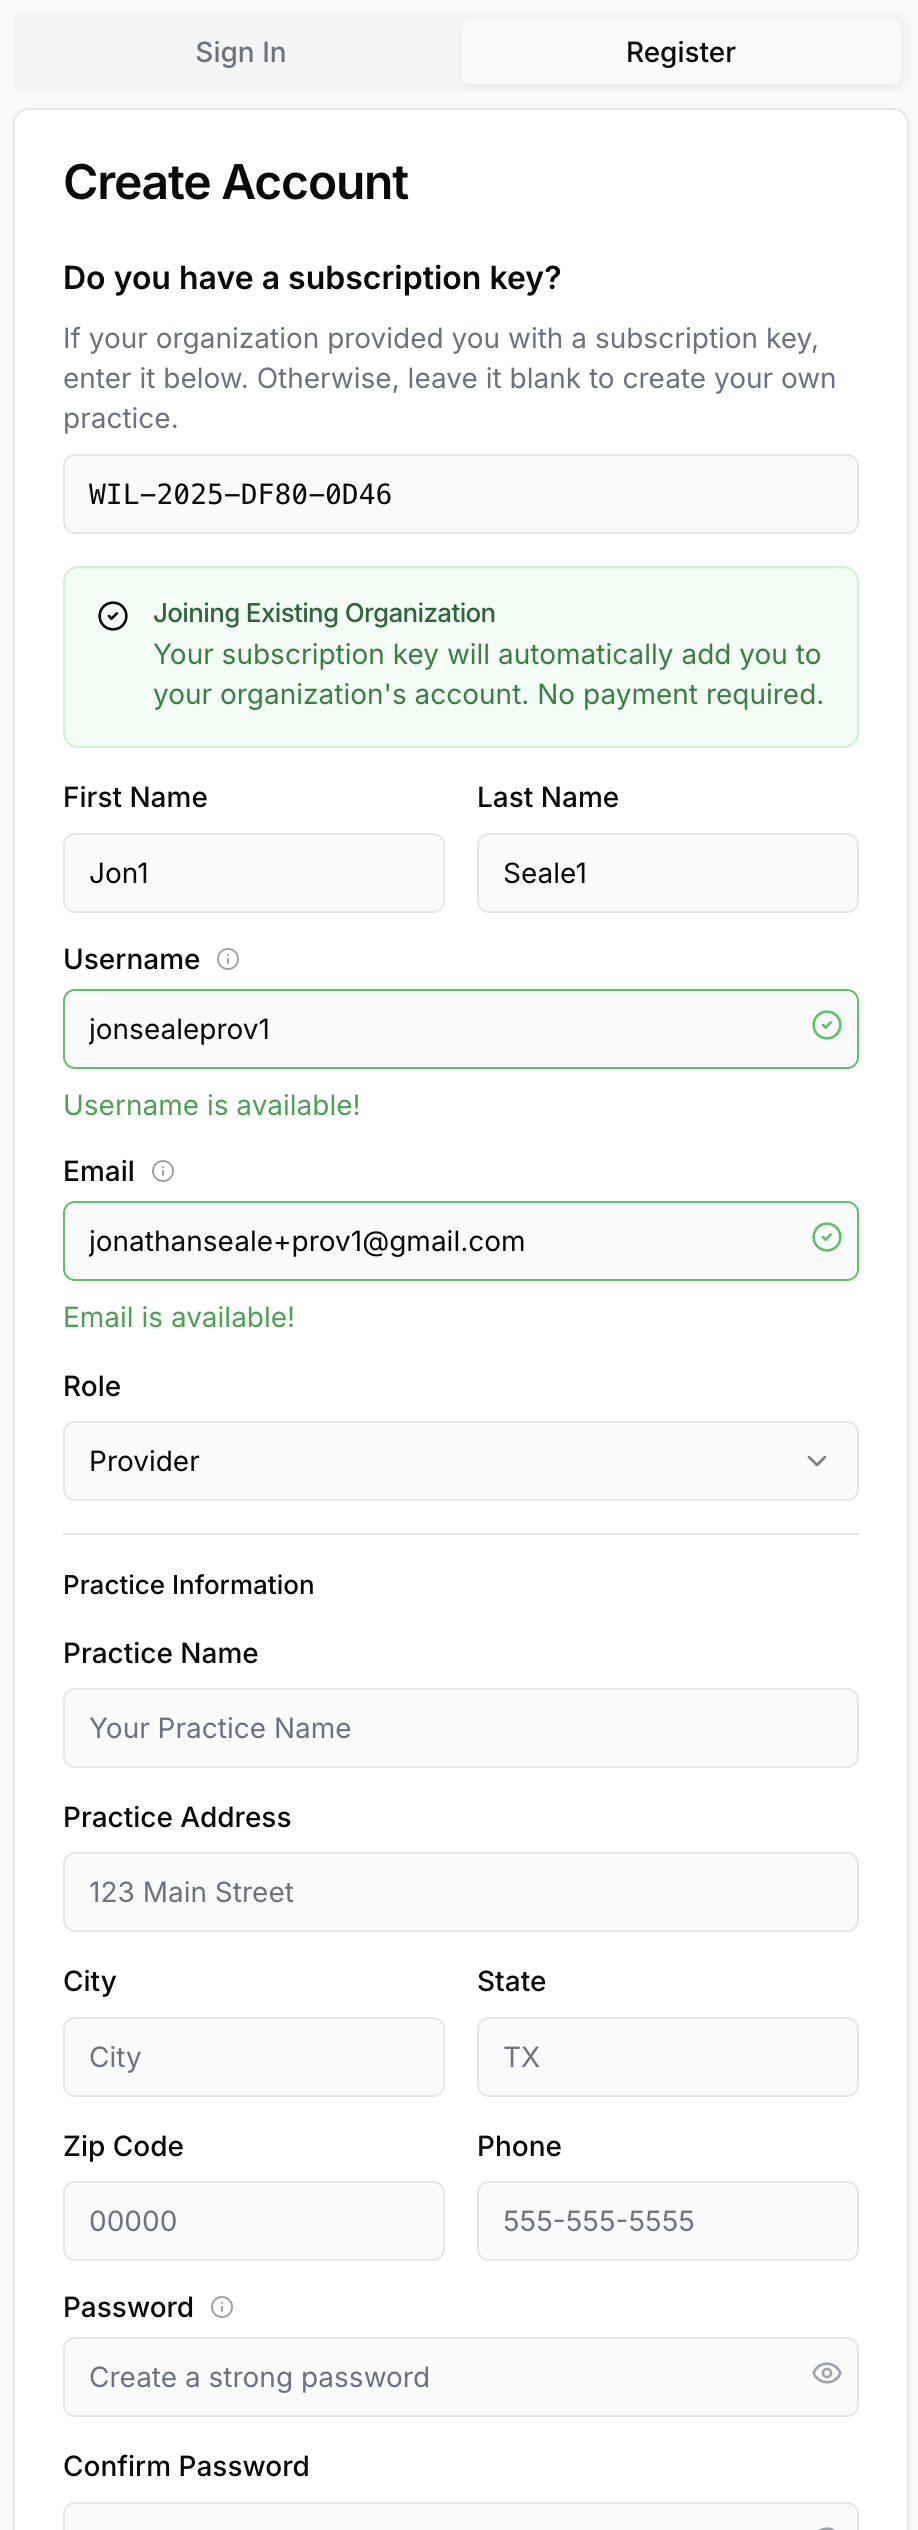 Sign In
Register
Create Account
Do you have a subscription key?
If your organization provided you with a subscription key,
enter it below. Otherwise, leave it blank to create your own
practice.
WIL-2025-DF80-0D46
Joining Existing Organization
Your subscription key will automatically add you to
your organization's account. No payment required.
First Name
Last Name
Jon1
Seale1
Username
jonsealeprov1
Username is available!
Email
jonathanseale+prov1@gmail.com
Email is available!
Role
Provider
Practice Information
Practice Name
Your Practice Name
Practice Address
123 Main Street
City
State
City
TX
Zip Code
Phone
00000
555-555-5555
Password
Create a strong password
Confirm Password